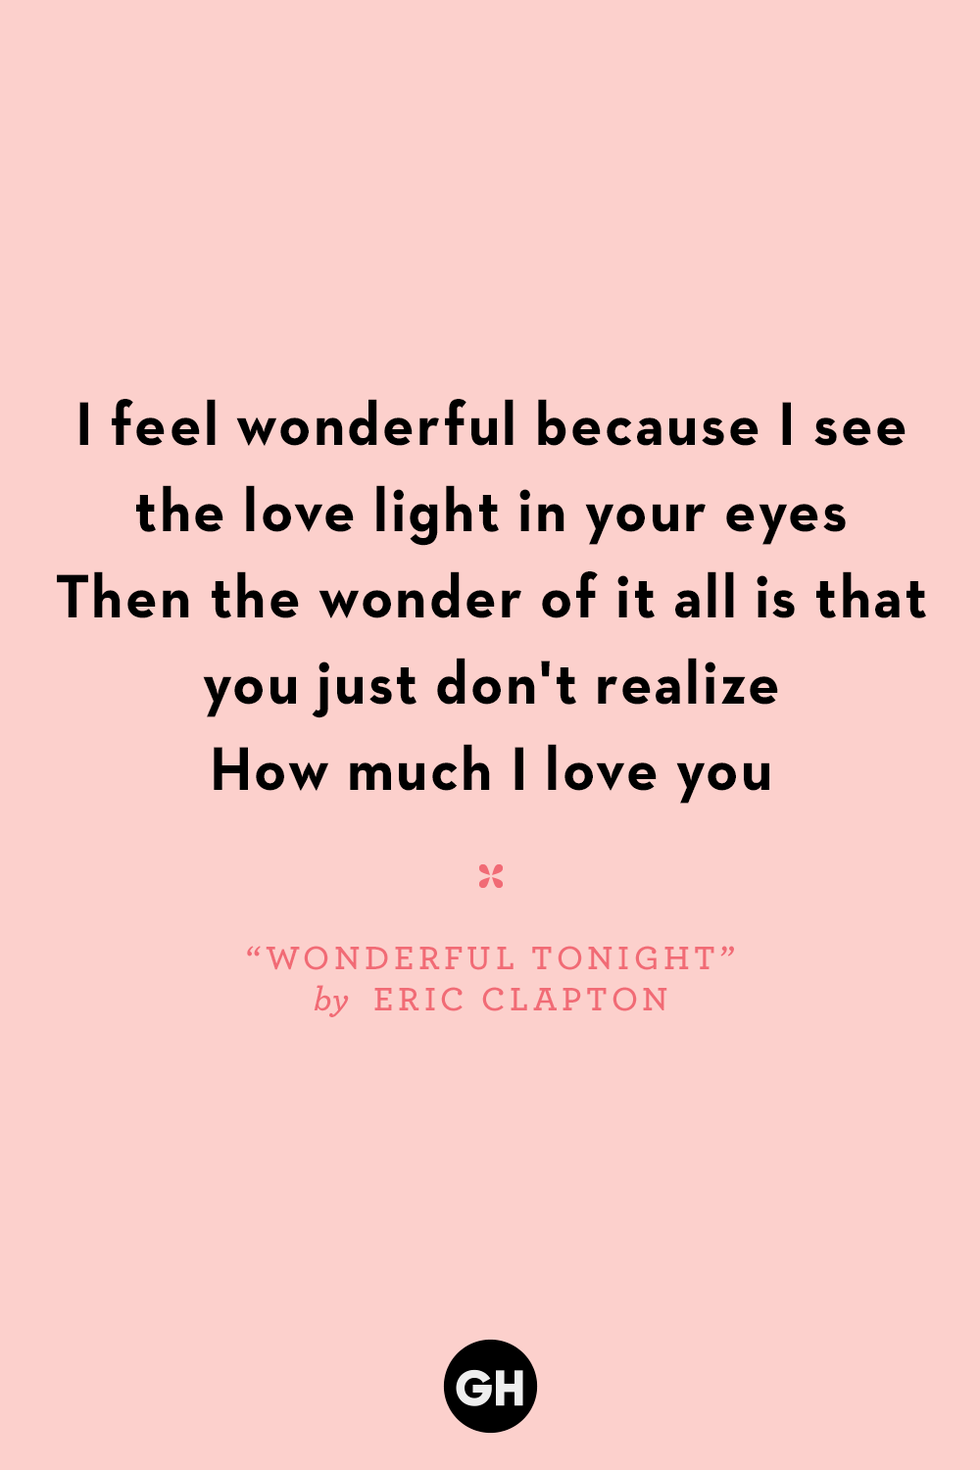 I feel wonderful because I see
the love light in your eyes
Then the wonder of it all is that
you just don't realize
How much I love you
“WONDERFUL TONIGHT”
by ERIC CLAPTON
GH